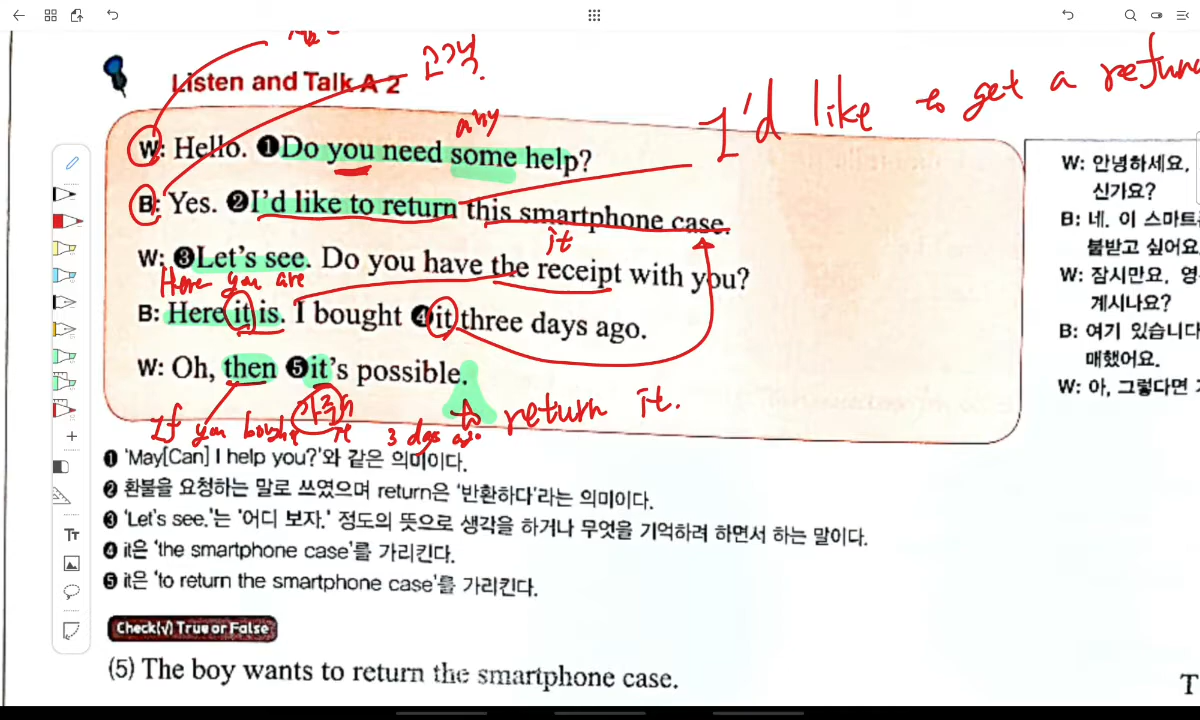 고객.
Listen and Talk A 2
I'd like to get a refund
any
W: Hello. ❶Do you need some help?
B: Yes. ❷I'd like to return this smartphone case.
it
W: ❸Let's see. Do you have the receipt with you?
Here you are
B: Here it is. I bought ❹it three days ago.
W: Oh, then ❺it's possible.
to return it.
If you bought it 3 days ago
가주어
❶ 'May[Can] I help you?'와 같은 의미이다.
❷ 환불을 요청하는 말로 쓰였으며 return은 '반환하다'라는 의미이다.
❸ 'Let's see.'는 '어디 보자.' 정도의 뜻으로 생각을 하거나 무엇을 기억하려 하면서 하는 말이다.
❹ it은 'the smartphone case'를 가리킨다.
❺ it은 'to return the smartphone case'를 가리킨다.
Check(√) True or False
(5) The boy wants to return the smartphone case.
W: 안녕하세요,
신가요?
B: 네. 이 스마트
불받고 싶어요
W: 잠시만요, 영
계시나요?
B: 여기 있습니다
매했어요.
W: 아, 그렇다면
T
Tт